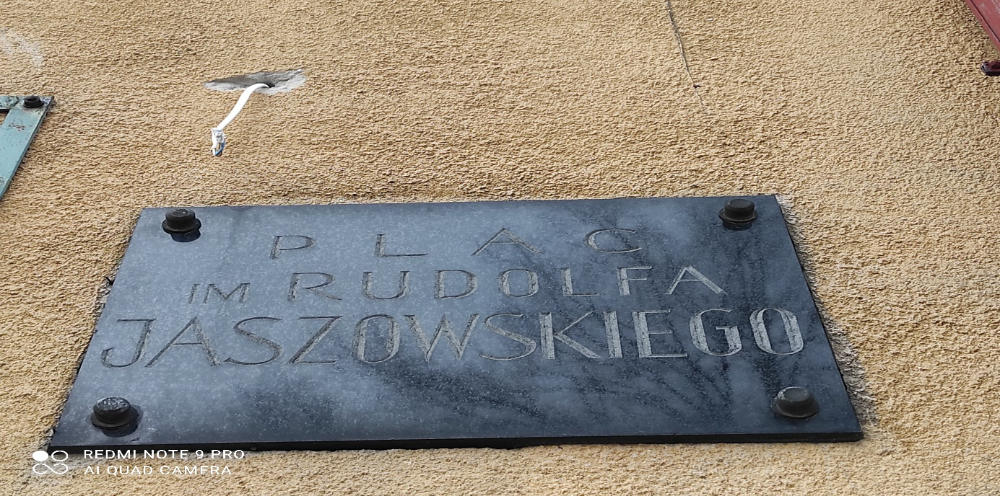 PLAC
IM RUDOLFA
JASZOWSKIEGO
REDMI NOTE 9 PRO
AI QUAD CAMERA